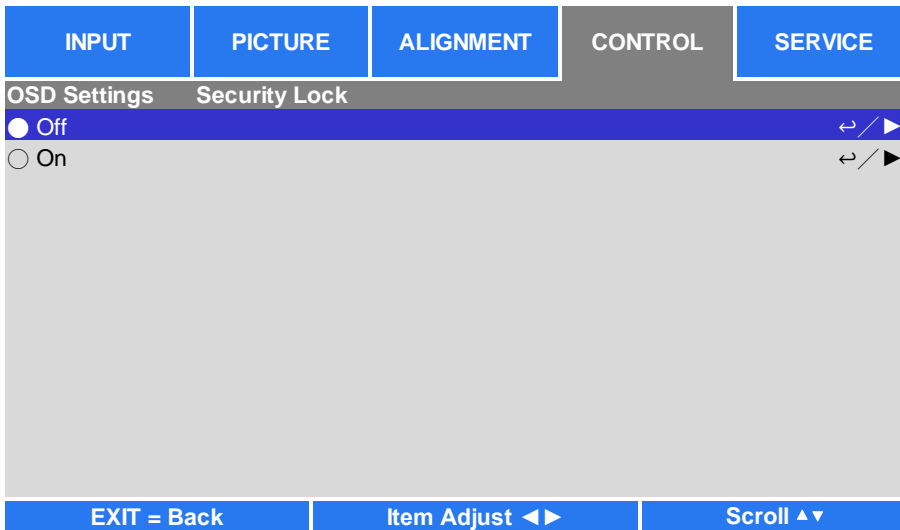 INPUT PICTURE ALIGNMENT CONTROL SERVICE
OSD Settings Security Lock
Off ↩／▶
On ↩／▶
EXIT = Back Item Adjust ◀▶ Scroll ▲▼